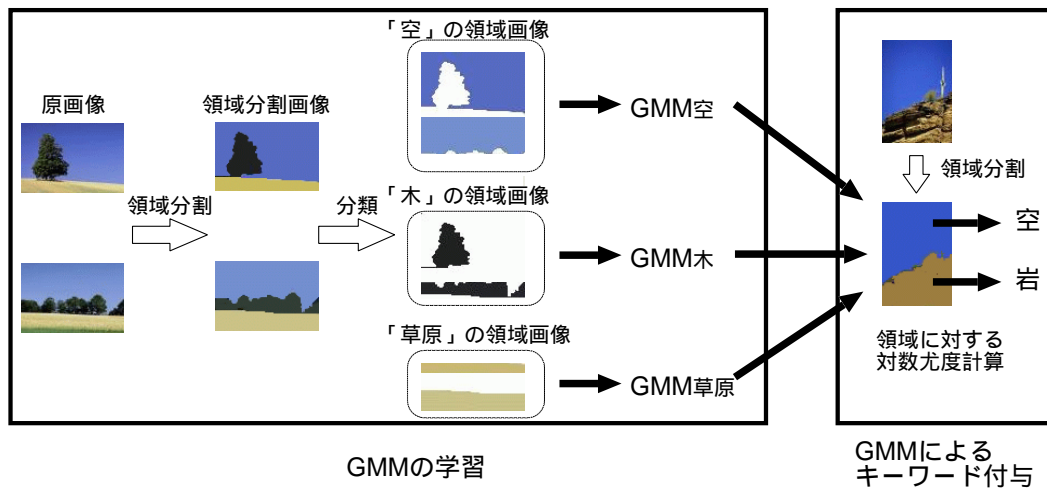 原画像
領域分割
領域分割画像
分類
「空」の領域画像
GMM空
「木」の領域画像
GMM木
「草原」の領域画像
GMM草原
GMMの学習
領域分割
空
岩
領域に対する
対数尤度計算
GMMによる
キーワード付与